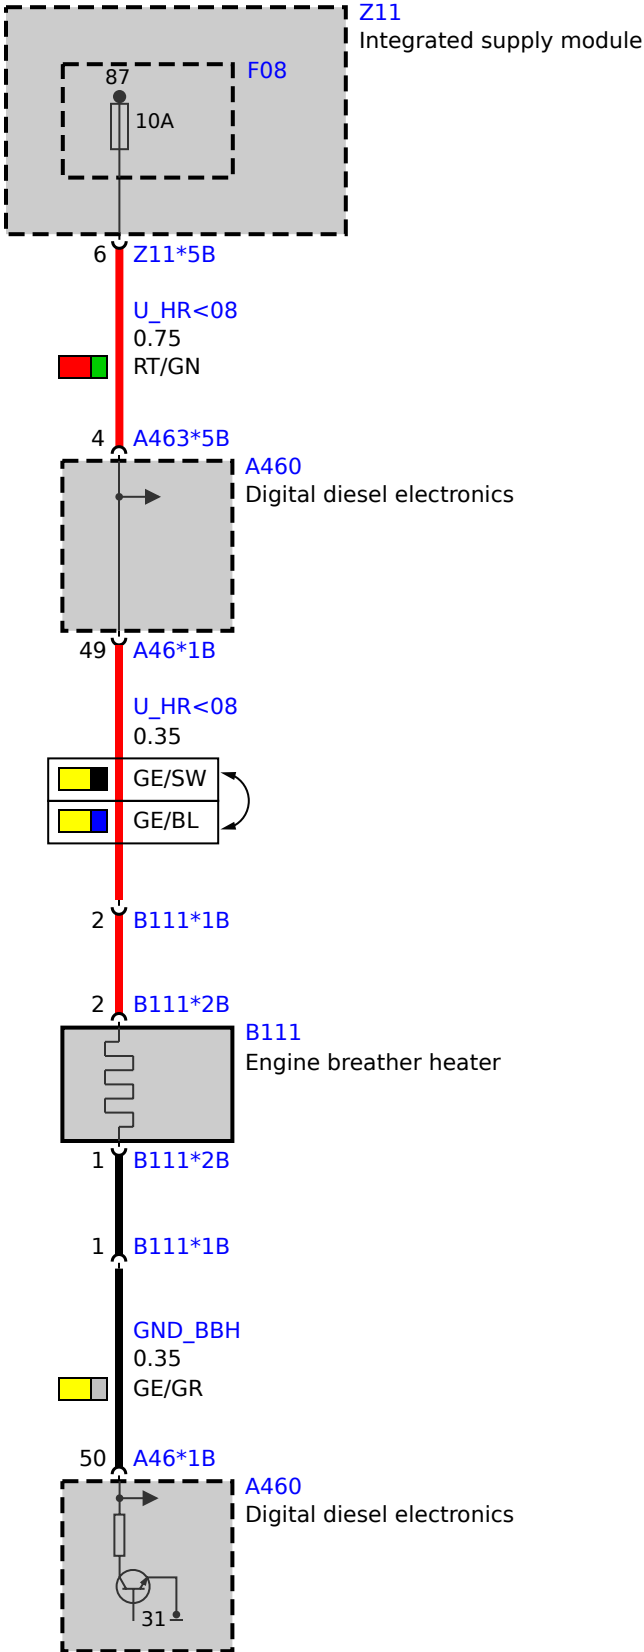 Z11
Integrated supply module
F08
87
10A
6 Z11*5B
U_HR<08
0.75
RT/GN
4 A463*5B
A460
Digital diesel electronics
49 A46*1B
U_HR<08
0.35
GE/SW
GE/BL
2 B111*1B
2 B111*2B
B111
Engine breather heater
1 B111*2B
1 B111*1B
GND_BBH
0.35
GE/GR
50 A46*1B
A460
Digital diesel electronics
31